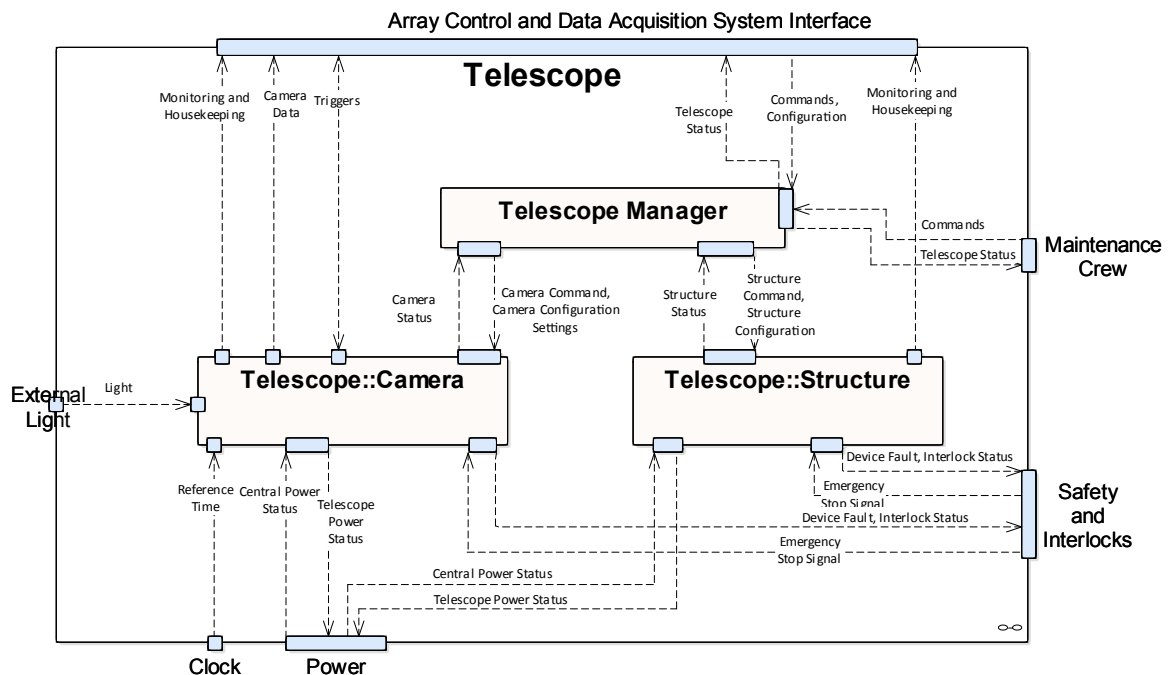 Array Control and Data Acquisition System Interface
Telescope
Monitoring and
Housekeeping
Camera
Data
Triggers
Telescope
Status
Commands,
Configuration
Monitoring and
Housekeeping
Telescope Manager
Commands
Telescope Status
Maintenance
Crew
Camera
Status
Camera Command,
Camera Configuration
Settings
Structure
Status
Structure
Command,
Structure
Configuration
Telescope::Camera
Telescope::Structure
External
Light
Light
Reference
Time
Central Power
Status
Telescope
Power
Status
Device Fault, Interlock Status
Emergency
Stop Signal
Device Fault, Interlock Status
Emergency
Stop Signal
Safety
and
Interlocks
Central Power Status
Telescope Power Status
Clock
Power